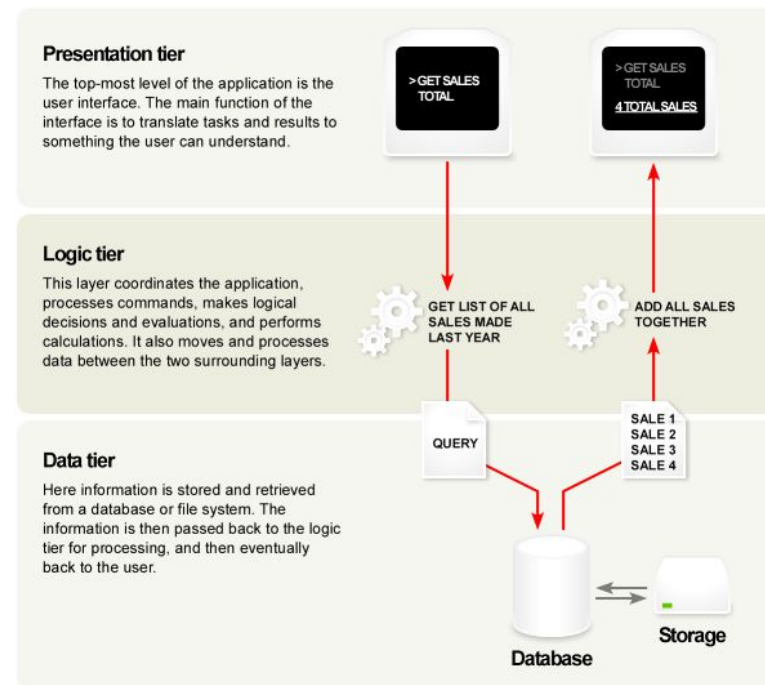 Presentation tier
The top-most level of the application is the
user interface. The main function of the
interface is to translate tasks and results to
something the user can understand.
>GET SALES
TOTAL
>GET SALES
TOTAL
4 TOTAL SALES
Logic tier
This layer coordinates the application,
processes commands, makes logical
decisions and evaluations, and performs
calculations. It also moves and processes
data between the two surrounding layers.
GET LIST OF ALL
SALES MADE
LAST YEAR
ADD ALL SALES
TOGETHER
Data tier
Here information is stored and retrieved
from a database or file system. The
information is then passed back to the logic
tier for processing, and then eventually
back to the user.
QUERY
SALE 1
SALE 2
SALE 3
SALE 4
Database
Storage